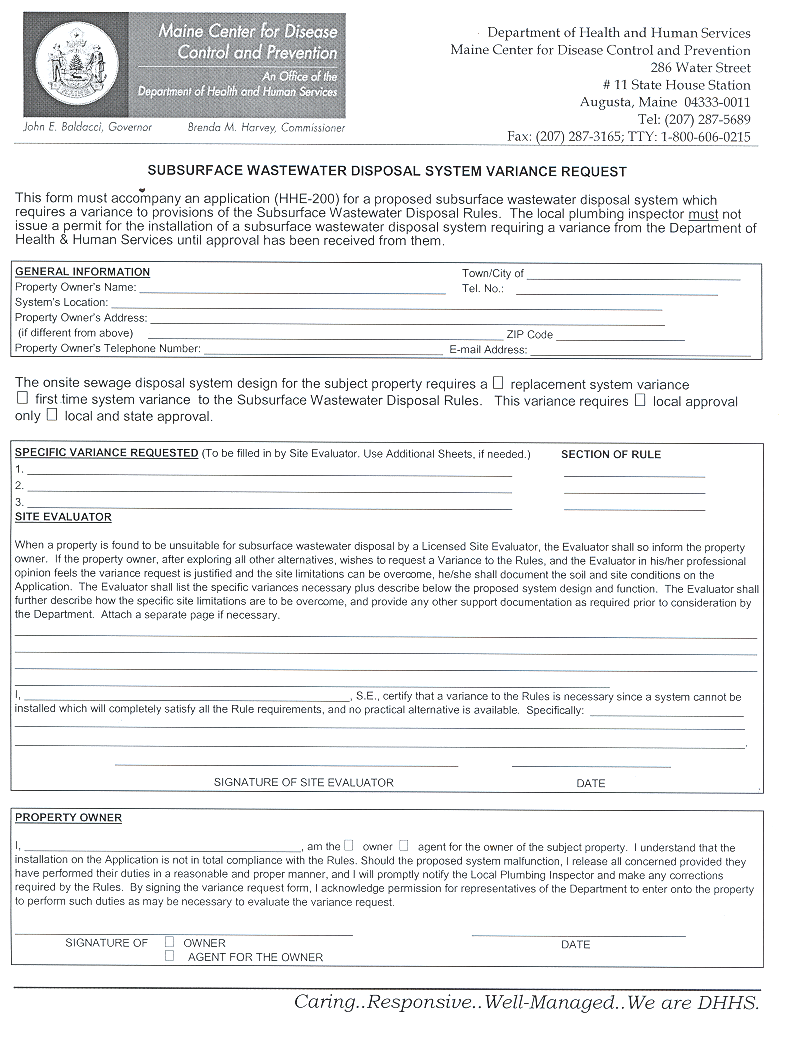 Maine Center for Disease
Control and Prevention
An Office of the
Department of Health and Human Services
John E. Baldacci, Governor Brenda M. Harvey, Commissioner
Department of Health and Human Services
Maine Center for Disease Control and Prevention
286 Water Street
# 11 State House Station
Augusta, Maine 04333-0011
Tel: (207) 287-5689
Fax: (207) 287-3165; TTY: 1-800-606-0215
SUBSURFACE WASTEWATER DISPOSAL SYSTEM VARIANCE REQUEST
This form must accompany an application (HHE-200) for a proposed subsurface wastewater disposal system which
requires a variance to provisions of the Subsurface Wastewater Disposal Rules. The local plumbing inspector must not
issue a permit for the installation of a subsurface wastewater disposal system requiring a variance from the Department of
Health & Human Services until approval has been received from them.
GENERAL INFORMATION Town/City of
Property Owner's Name: Tel. No.:
System's Location:
Property Owner's Address:
(if different from above) ZIP Code
Property Owner's Telephone Number: E-mail Address:
The onsite sewage disposal system design for the subject property requires a ☐ replacement system variance
☐ first time system variance to the Subsurface Wastewater Disposal Rules. This variance requires ☐ local approval
only ☐ local and state approval.
SPECIFIC VARIANCE REQUESTED (To be filled in by Site Evaluator. Use Additional Sheets, if needed.) SECTION OF RULE
1.
2.
3.
SITE EVALUATOR
When a property is found to be unsuitable for subsurface wastewater disposal by a Licensed Site Evaluator, the Evaluator shall so inform the property
owner. If the property owner, after exploring all other alternatives, wishes to request a Variance to the Rules, and the Evaluator in his/her professional
opinion feels the variance request is justified and the site limitations can be overcome, he/she shall document the soil and site conditions on the
Application. The Evaluator shall list the specific variances necessary plus describe below the proposed system design and function. The Evaluator shall
further describe how the specific site limitations are to be overcome, and provide any other support documentation as required prior to consideration by
the Department. Attach a separate page if necessary.
I, , S.E., certify that a variance to the Rules is necessary since a system cannot be
installed which will completely satisfy all the Rule requirements, and no practical alternative is available. Specifically:
SIGNATURE OF SITE EVALUATOR DATE
PROPERTY OWNER
I, , am the ☐ owner ☐ agent for the owner of the subject property. I understand that the
installation on the Application is not in total compliance with the Rules. Should the proposed system malfunction, I release all concerned provided they
have performed their duties in a reasonable and proper manner, and I will promptly notify the Local Plumbing Inspector and make any corrections
required by the Rules. By signing the variance request form, I acknowledge permission for representatives of the Department to enter onto the property
to perform such duties as may be necessary to evaluate the variance request.
SIGNATURE OF ☐ OWNER DATE
☐ AGENT FOR THE OWNER
Caring..Responsive..Well-Managed..We are DHHS.